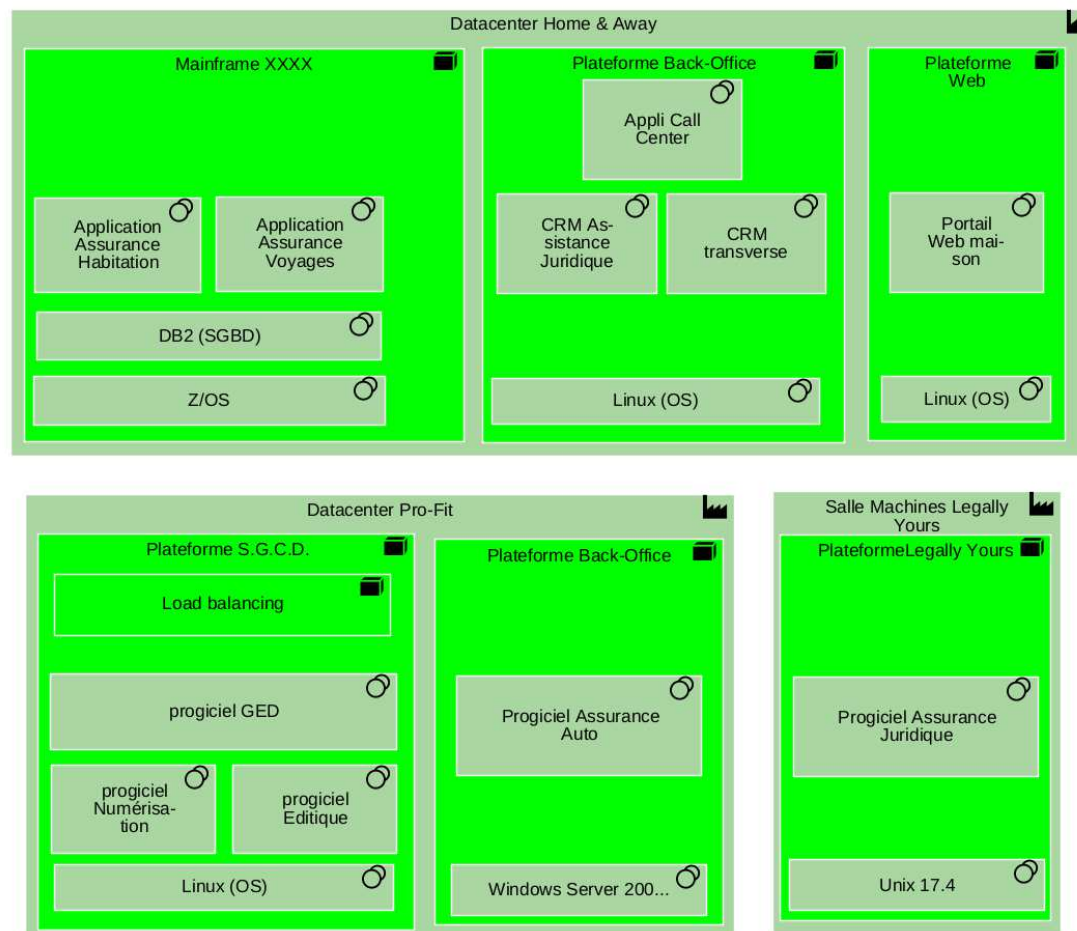 Datacenter Home & Away
Mainframe XXXX
Application
Assurance
Habitation
Application
Assurance
Voyages
DB2 (SGBD)
Z/OS
Plateforme Back-Office
Appli Call
Center
CRM As-
sistance
Juridique
CRM
transverse
Linux (OS)
Plateforme
Web
Portail
Web mai-
son
Linux (OS)
Datacenter Pro-Fit
Plateforme S.G.C.D.
Load balancing
progiciel GED
progiciel
Numérisa-
tion
progiciel
Editique
Linux (OS)
Plateforme Back-Office
Progiciel Assurance
Auto
Windows Server 200...
Salle Machines Legally
Yours
PlateformeLegally Yours
Progiciel Assurance
Juridique
Unix 17.4